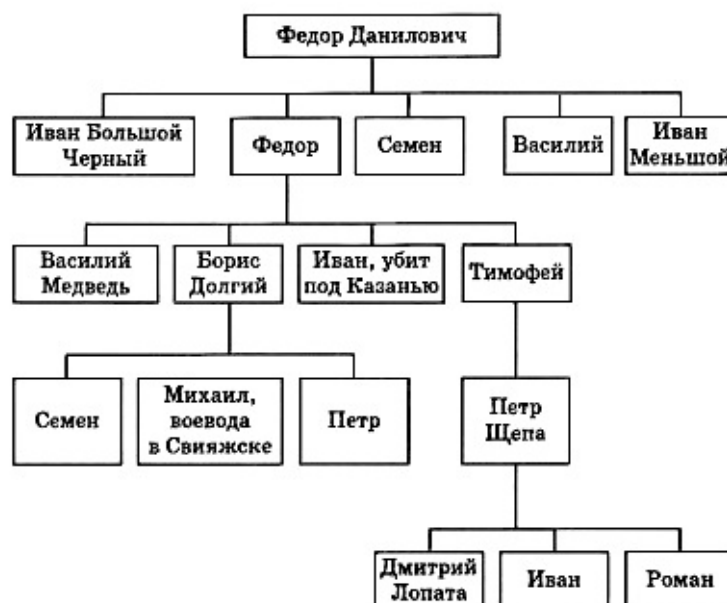 Федор Данилович
Иван Большой
Черный
Федор
Семен
Василий
Иван
Меньшой
Василий
Медведь
Борис
Долгий
Иван, убит
под Казанью
Тимофей
Семен
Михаил,
воевода
в Свияжске
Петр
Петр
Щепа
Дмитрий
Лопата
Иван
Роман